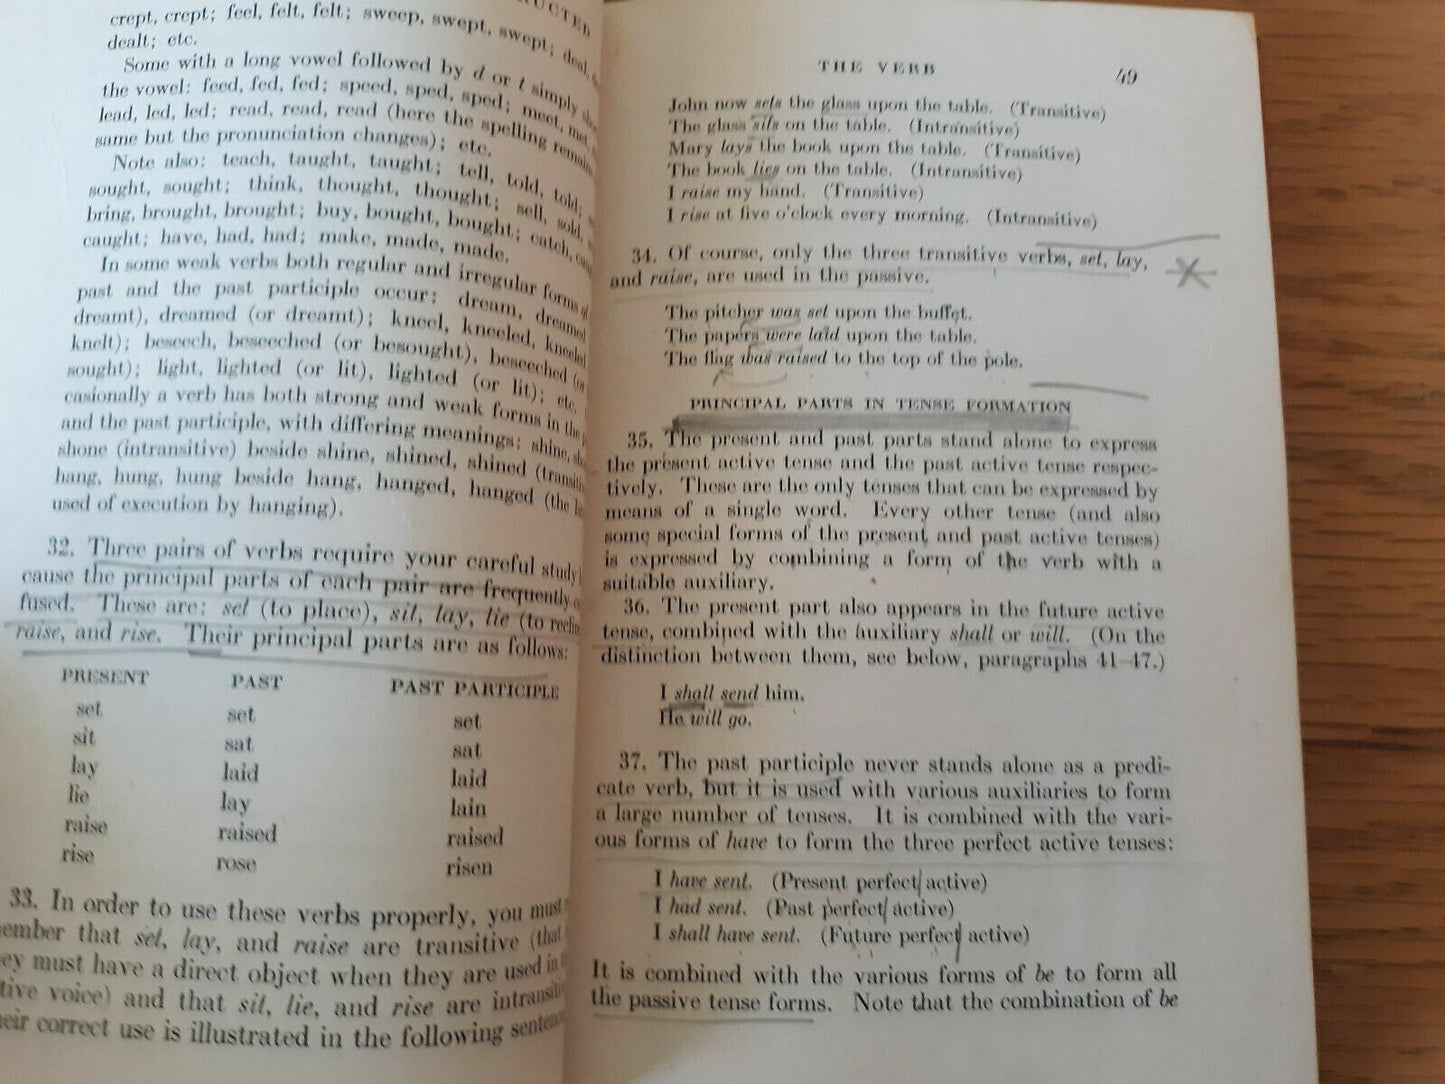 RUCTED
crept, crept; feel, felt, felt; sweep, swept, swept; deal,
dealt; etc.
Some with a long vowel followed by d or t simply
the vowel: feed, fed, fed; speed, sped, sped; meet, met,
lead, led, led; read, read, read (here the spelling remains
same but the pronunciation changes); etc.
Note also: teach, taught, taught; tell, told, told;
sought, sought; think, thought, thought; sell, sold,
bring, brought, brought; buy, bought, bought; catch,
caught; have, had, had; make, made, made.
In some weak verbs both regular and irregular forms of
past and the past participle occur: dream, dreamed
dreamt), dreamed (or dreamt); kneel, kneeled, kneeled
knelt); beseech, beseeched (or besought), beseeched (or
sought); light, lighted (or lit), lighted (or lit); etc.
casionally a verb has both strong and weak forms in the
and the past participle, with differing meanings: shine,
shone (intransitive) beside shine, shined, shined (transiti
hang, hung, hung beside hang, hanged, hanged (the
used of execution by hanging).
32. Three pairs of verbs require your careful study
cause the principal parts of each pair are frequently
fused. These are: set (to place), sit, lay, lie (to recline
raise, and rise. Their principal parts are as follows:
PRESENT PAST PAST PARTICIPLE
set set set
sit sat sat
lay laid laid
lie lay lain
raise raised raised
rise rose risen
33. In order to use these verbs properly, you must
ember that set, lay, and raise are transitive (that
ey must have a direct object when they are used in
tive voice) and that sit, lie, and rise are intransiti
eir correct use is illustrated in the following senten
THE VERB 49
John now sets the glass upon the table. (Transitive)
The glass sits on the table. (Intransitive)
Mary lays the book upon the table. (Transitive)
The book lies on the table. (Intransitive)
I raise my hand. (Transitive)
I rise at five o'clock every morning. (Intransitive)
34. Of course, only the three transitive verbs, set, lay,
and raise, are used in the passive.
The pitcher was set upon the buffet.
The papers were laid upon the table.
The flag was raised to the top of the pole.
PRINCIPAL PARTS IN TENSE FORMATION
35. The present and past parts stand alone to express
the present active tense and the past active tense respec-
tively. These are the only tenses that can be expressed by
means of a single word. Every other tense (and also
some special forms of the present and past active tenses)
is expressed by combining a form of the verb with a
suitable auxiliary.
36. The present part also appears in the future active
tense, combined with the auxiliary shall or will. (On the
distinction between them, see below, paragraphs 41–47.)
I shall send him.
He will go.
37. The past participle never stands alone as a predi-
cate verb, but it is used with various auxiliaries to form
a large number of tenses. It is combined with the vari-
ous forms of have to form the three perfect active tenses:
I have sent. (Present perfect active)
I had sent. (Past perfect active)
I shall have sent. (Future perfect active)
It is combined with the various forms of be to form all
the passive tense forms. Note that the combination of be